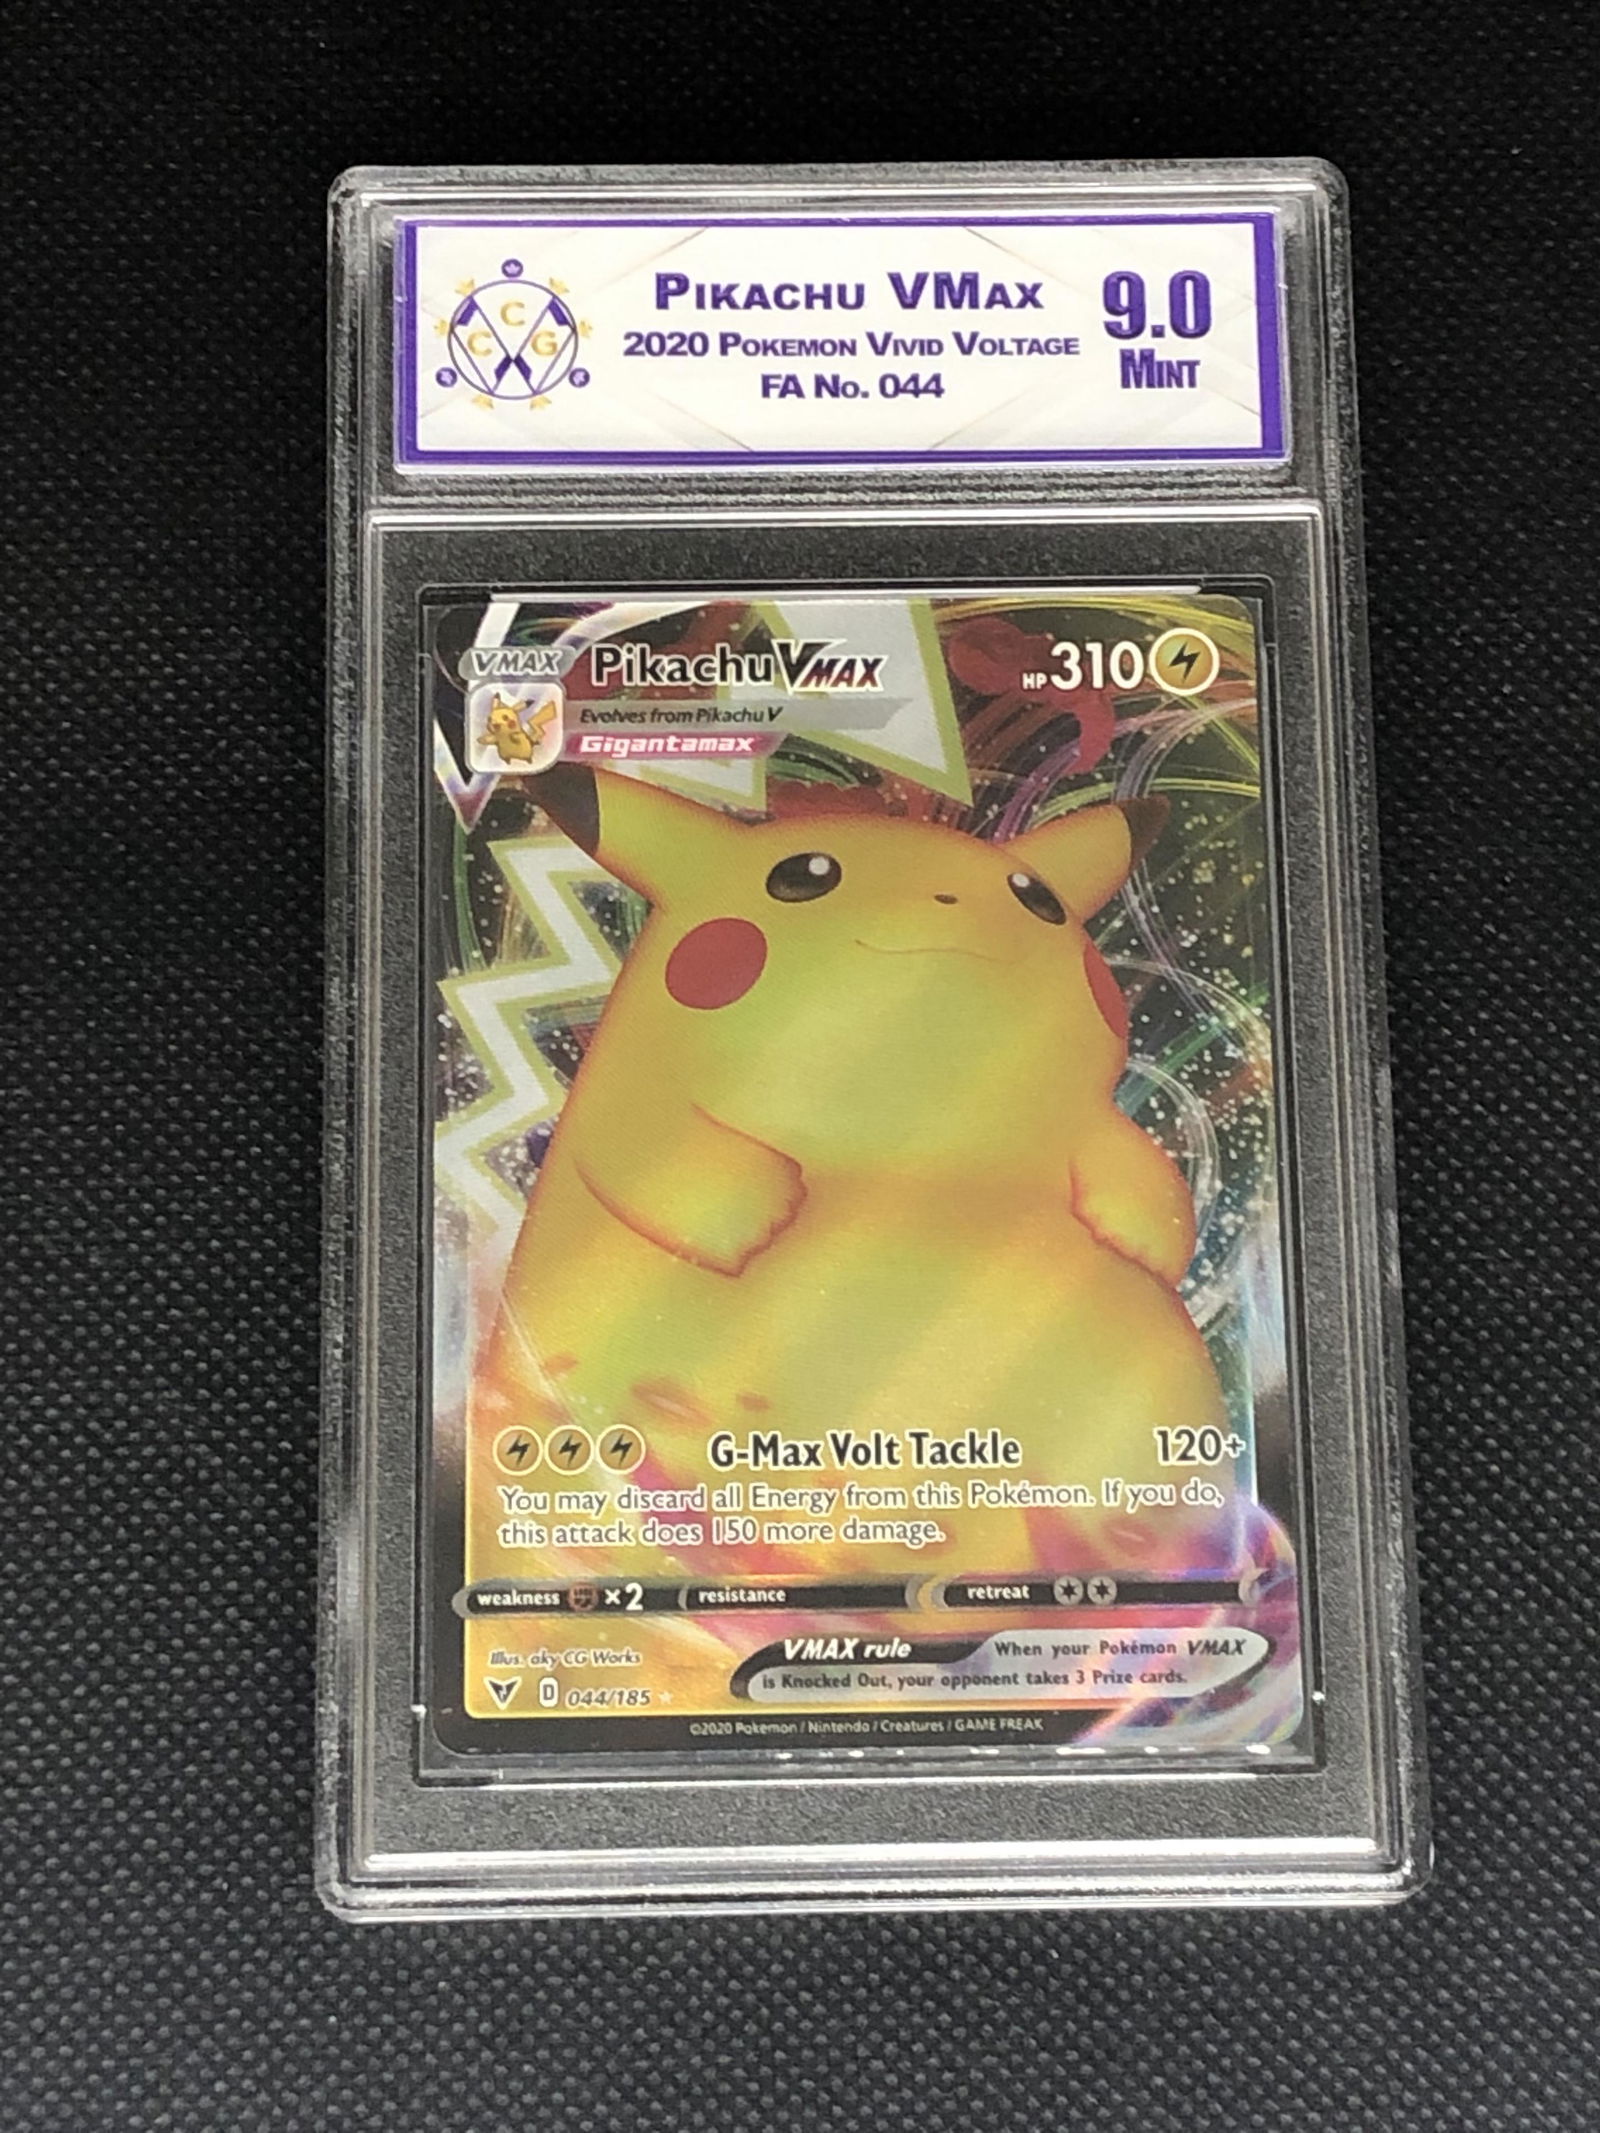 C
C G
PIKACHU VMAX
2020 POKEMON VIVID VOLTAGE
FA NO. 044
9.0
MINT
VMAX
Pikachu VMAX
HP 310
Evolves from Pikachu V
Gigantamax
G-Max Volt Tackle 120+
You may discard all Energy from this Pokémon. If you do,
this attack does 150 more damage.
weakness ×2 resistance retreat
Illus. aky CG Works
VMAX rule When your Pokémon VMAX
is Knocked Out, your opponent takes 3 Prize cards.
D 044/185
©2020 Pokémon / Nintendo / Creatures / GAME FREAK